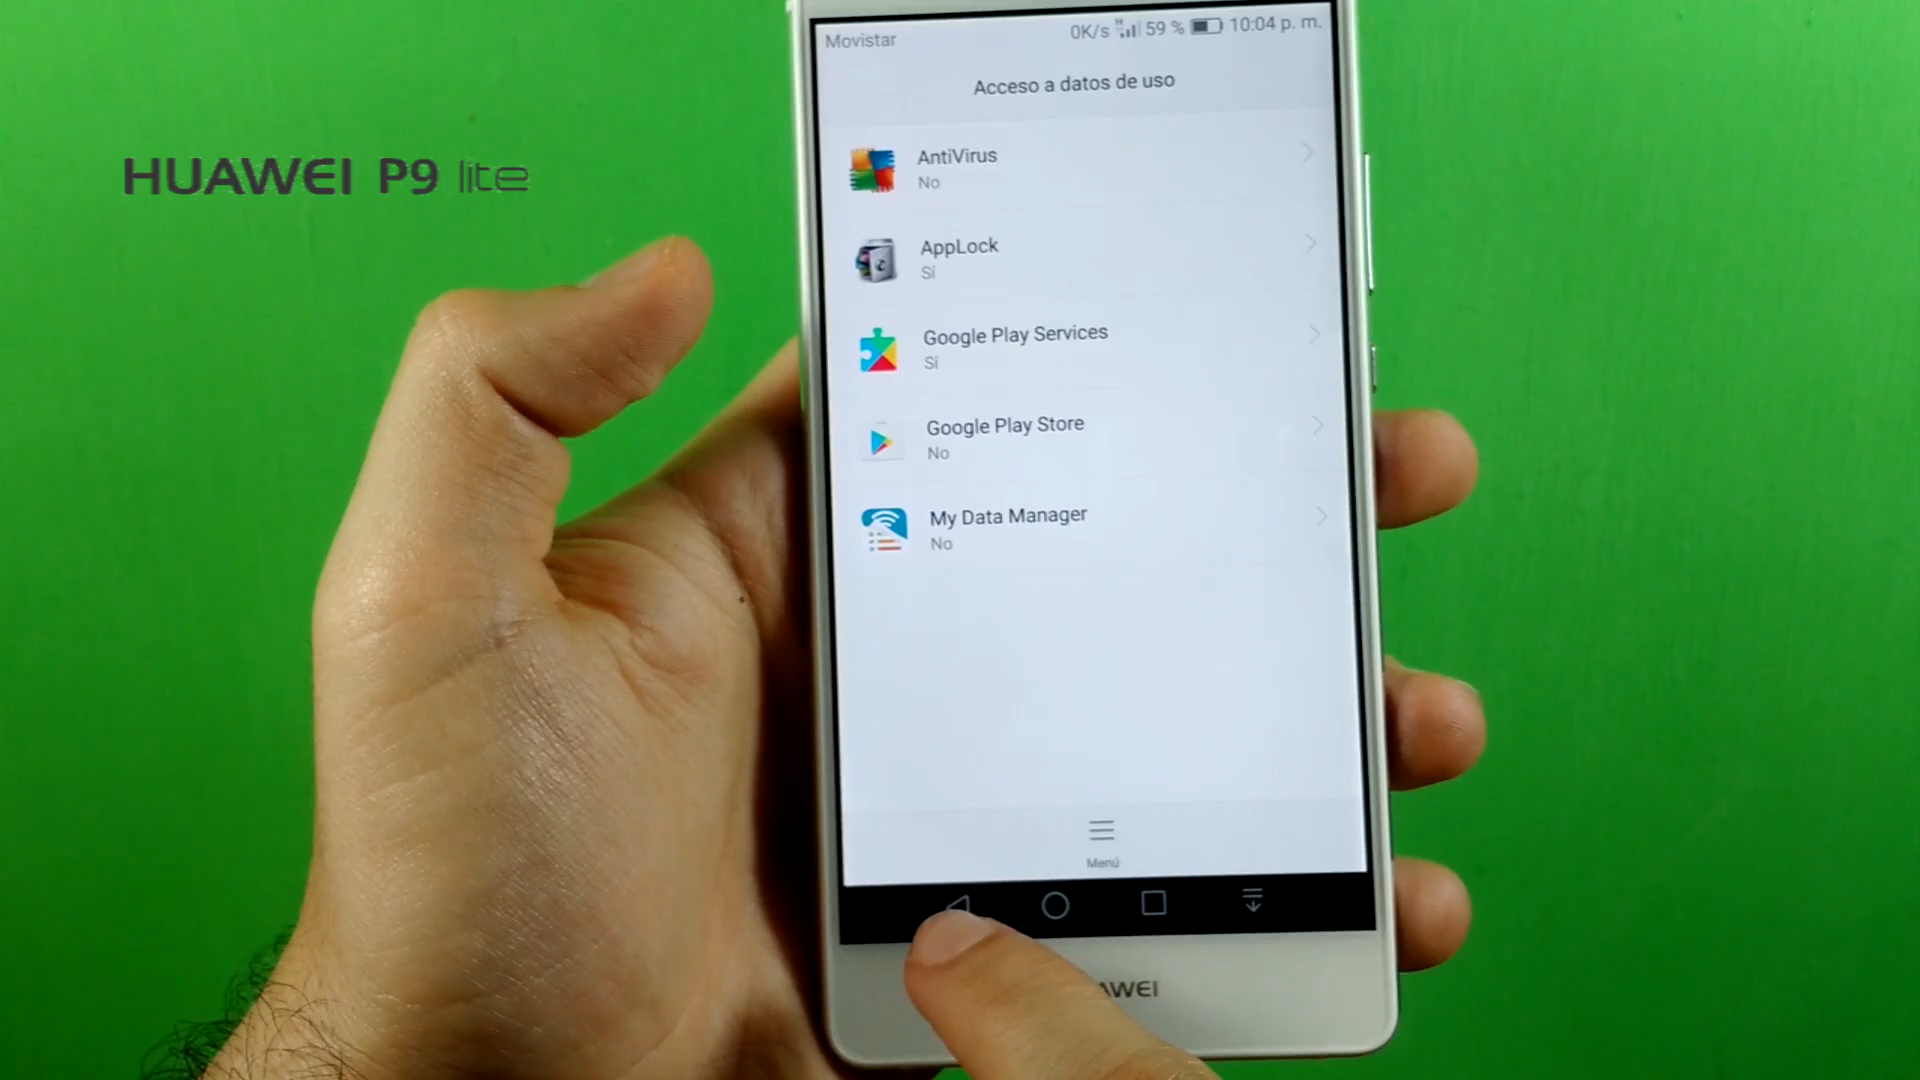 HUAWEI P9 lite
Movistar
0K/s H 59 % 10:04 p. m.
Acceso a datos de uso
AntiVirus
No
AppLock
Sí
Google Play Services
Sí
Google Play Store
No
My Data Manager
No
Menú
AWEI